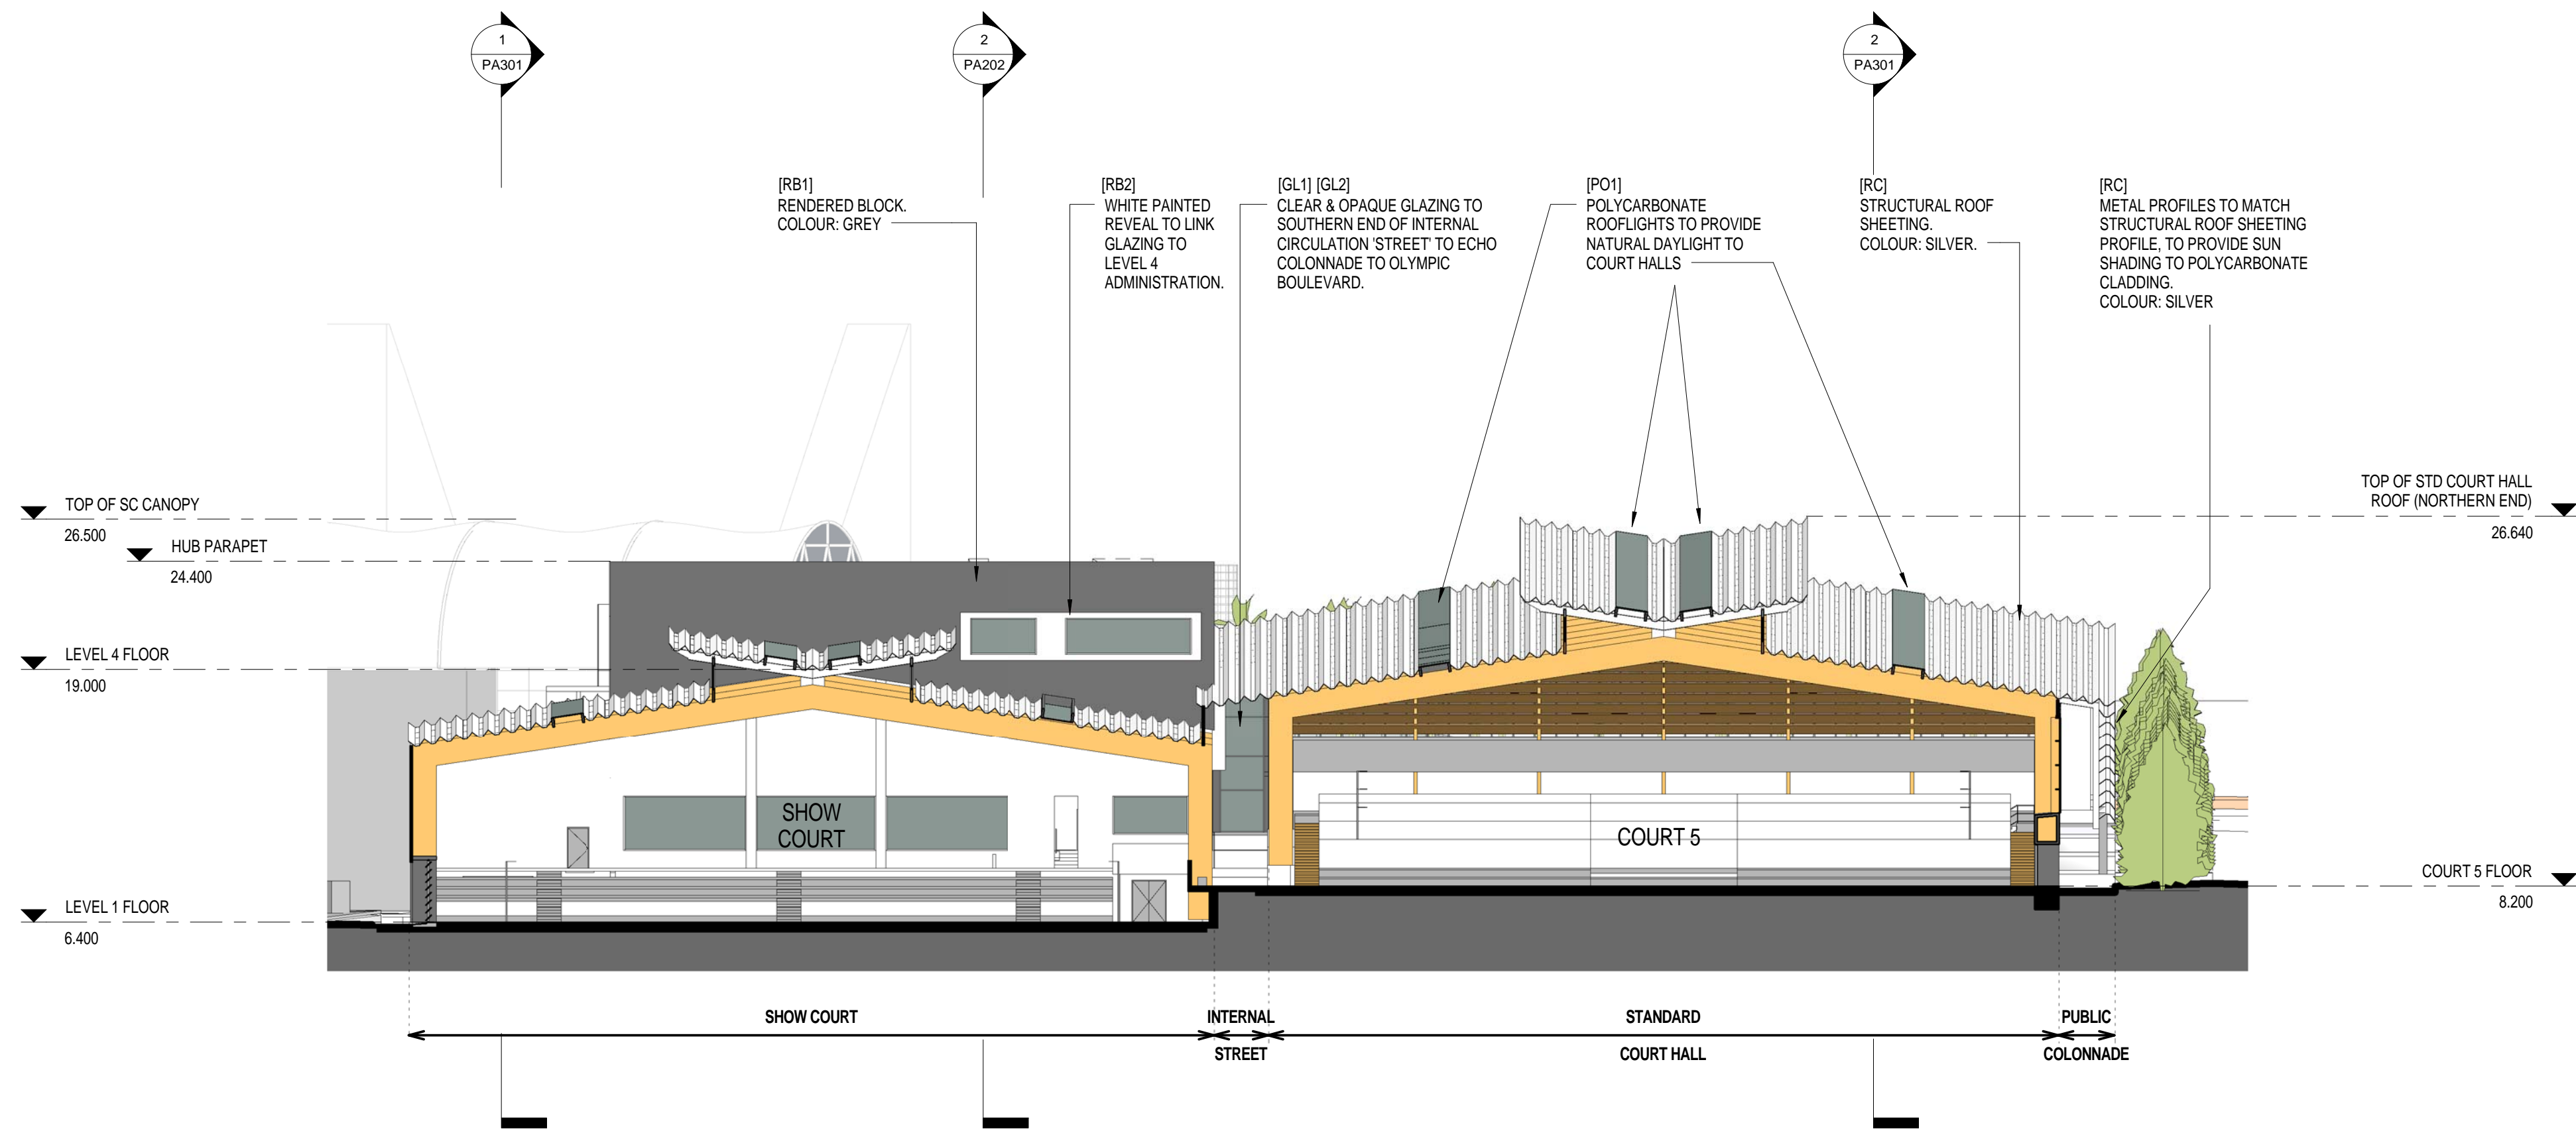 1
PA301
2
PA202
2
PA301
[RB1]
RENDERED BLOCK.
COLOUR: GREY
[RB2]
WHITE PAINTED
REVEAL TO LINK
GLAZING TO
LEVEL 4
ADMINISTRATION.
[GL1] [GL2]
CLEAR & OPAQUE GLAZING TO
SOUTHERN END OF INTERNAL
CIRCULATION 'STREET' TO ECHO
COLONNADE TO OLYMPIC
BOULEVARD.
[PO1]
POLYCARBONATE
ROOFLIGHTS TO PROVIDE
NATURAL DAYLIGHT TO
COURT HALLS
[RC]
STRUCTURAL ROOF
SHEETING.
COLOUR: SILVER.
[RC]
METAL PROFILES TO MATCH
STRUCTURAL ROOF SHEETING
PROFILE, TO PROVIDE SUN
SHADING TO POLYCARBONATE
CLADDING.
COLOUR: SILVER
TOP OF SC CANOPY
26.500
HUB PARAPET
24.400
LEVEL 4 FLOOR
19.000
LEVEL 1 FLOOR
6.400
TOP OF STD COURT HALL
ROOF (NORTHERN END)
26.640
COURT 5 FLOOR
8.200
SHOW
COURT
COURT 5
SHOW COURT
INTERNAL
STREET
STANDARD
COURT HALL
PUBLIC
COLONNADE